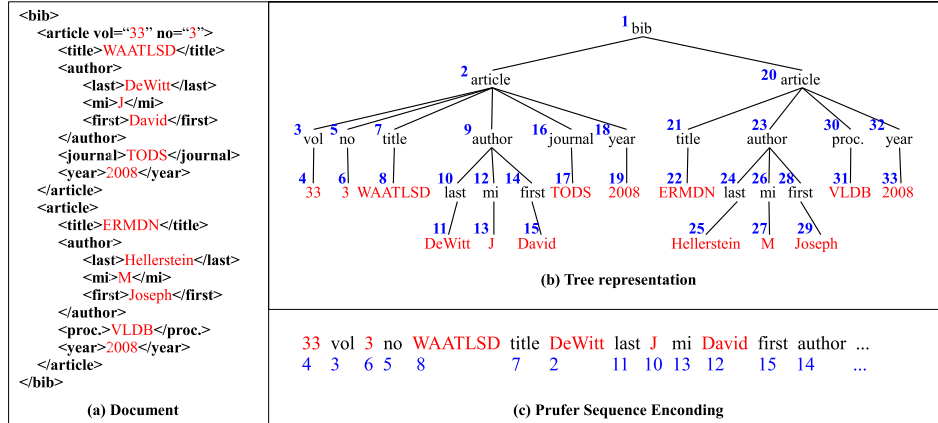 <bib>
<article vol=“33” no=“3”>
<title>WAATLSD</title>
<author>
<last>DeWitt</last>
<mi>J</mi>
<first>David</first>
</author>
<journal>TODS</journal>
<year>2008</year>
</article>
<article>
<title>ERMDN</title>
<author>
<last>Hellerstein</last>
<mi>M</mi>
<first>Joseph</first>
</author>
<proc.>VLDB</proc.>
<year>2008</year>
</article>
</bib>
(a) Document
1 bib
2 article 20 article
3 vol 5 no 7 title 9 author 16 journal 18 year 21 title 23 author 30 proc. 32 year
4 33 6 3 8 WAATLSD 10 last 12 mi 14 first 17 TODS 19 2008 22 ERMDN 24 last 26 mi 28 first 31 VLDB 33 2008
11 DeWitt 13 J 15 David 25 Hellerstein 27 M 29 Joseph
(b) Tree representation
33 vol 3 no WAATLSD title DeWitt last J mi David first author ...
4 3 6 5 8 7 2 11 10 13 12 15 14 ...
(c) Prufer Sequence Enconding